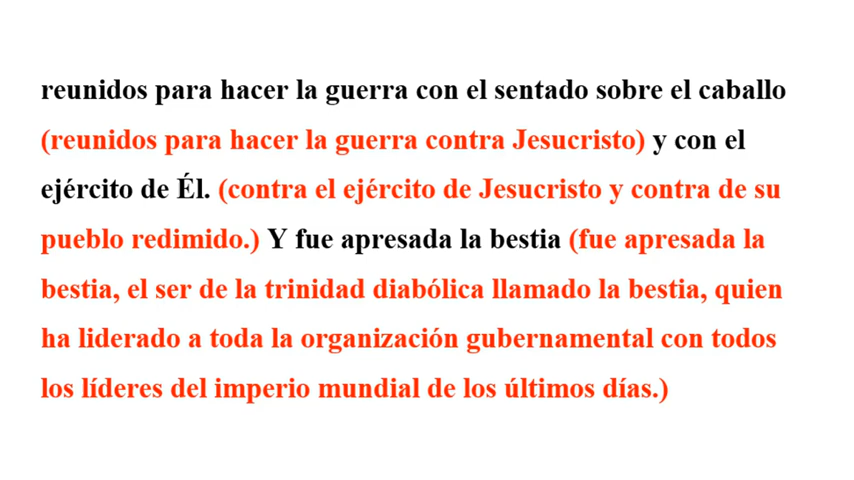 reunidos para hacer la guerra con el sentado sobre el caballo
(reunidos para hacer la guerra contra Jesucristo) y con el
ejército de Él. (contra el ejército de Jesucristo y contra de su
pueblo redimido.) Y fue apresada la bestia (fue apresada la
bestia, el ser de la trinidad diabólica llamado la bestia, quien
ha liderado a toda la organización gubernamental con todos
los líderes del imperio mundial de los últimos días.)